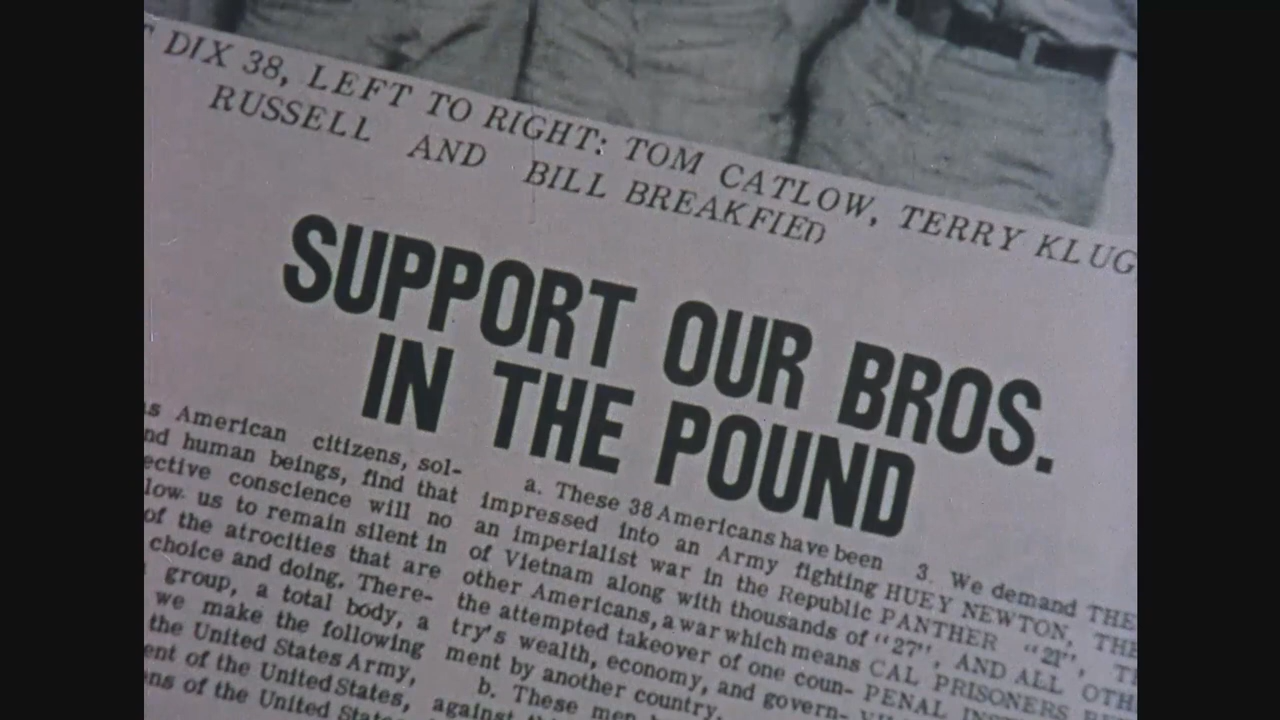 DIX 38, LEFT TO RIGHT: TOM CATLOW, TERRY KLUG
RUSSELL AND BILL BREAKFIED
SUPPORT OUR BROS.
IN THE POUND
American citizens, sol-
human beings, find that
conscience will no
us to remain silent in
of the atrocities that are
choice and doing. There-
group, a total body, a
we make the following
the United States Army,
of the United States,
of the United States
a. These 38 Americans have been
impressed into an Army fighting
an imperialist war in the Republic
of Vietnam along with thousands of
other Americans, a war which means
the attempted takeover of one coun-
try's wealth, economy, and govern-
ment by another country.
b. These men
against
3. We demand THE
HUEY NEWTON, THE
PANTHER "21",
"27", AND ALL
CAL PRISONERS
PENAL